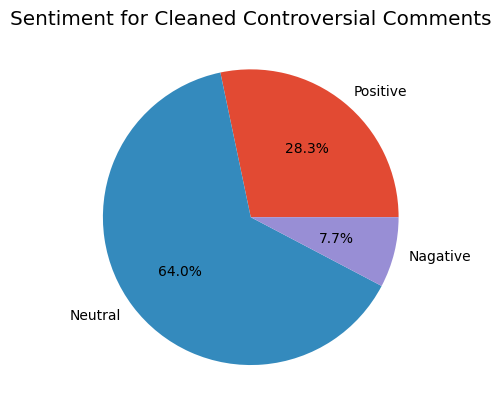 Sentiment for Cleaned Controversial Comments
Positive
28.3%
7.7%
Nagative
64.0%
Neutral